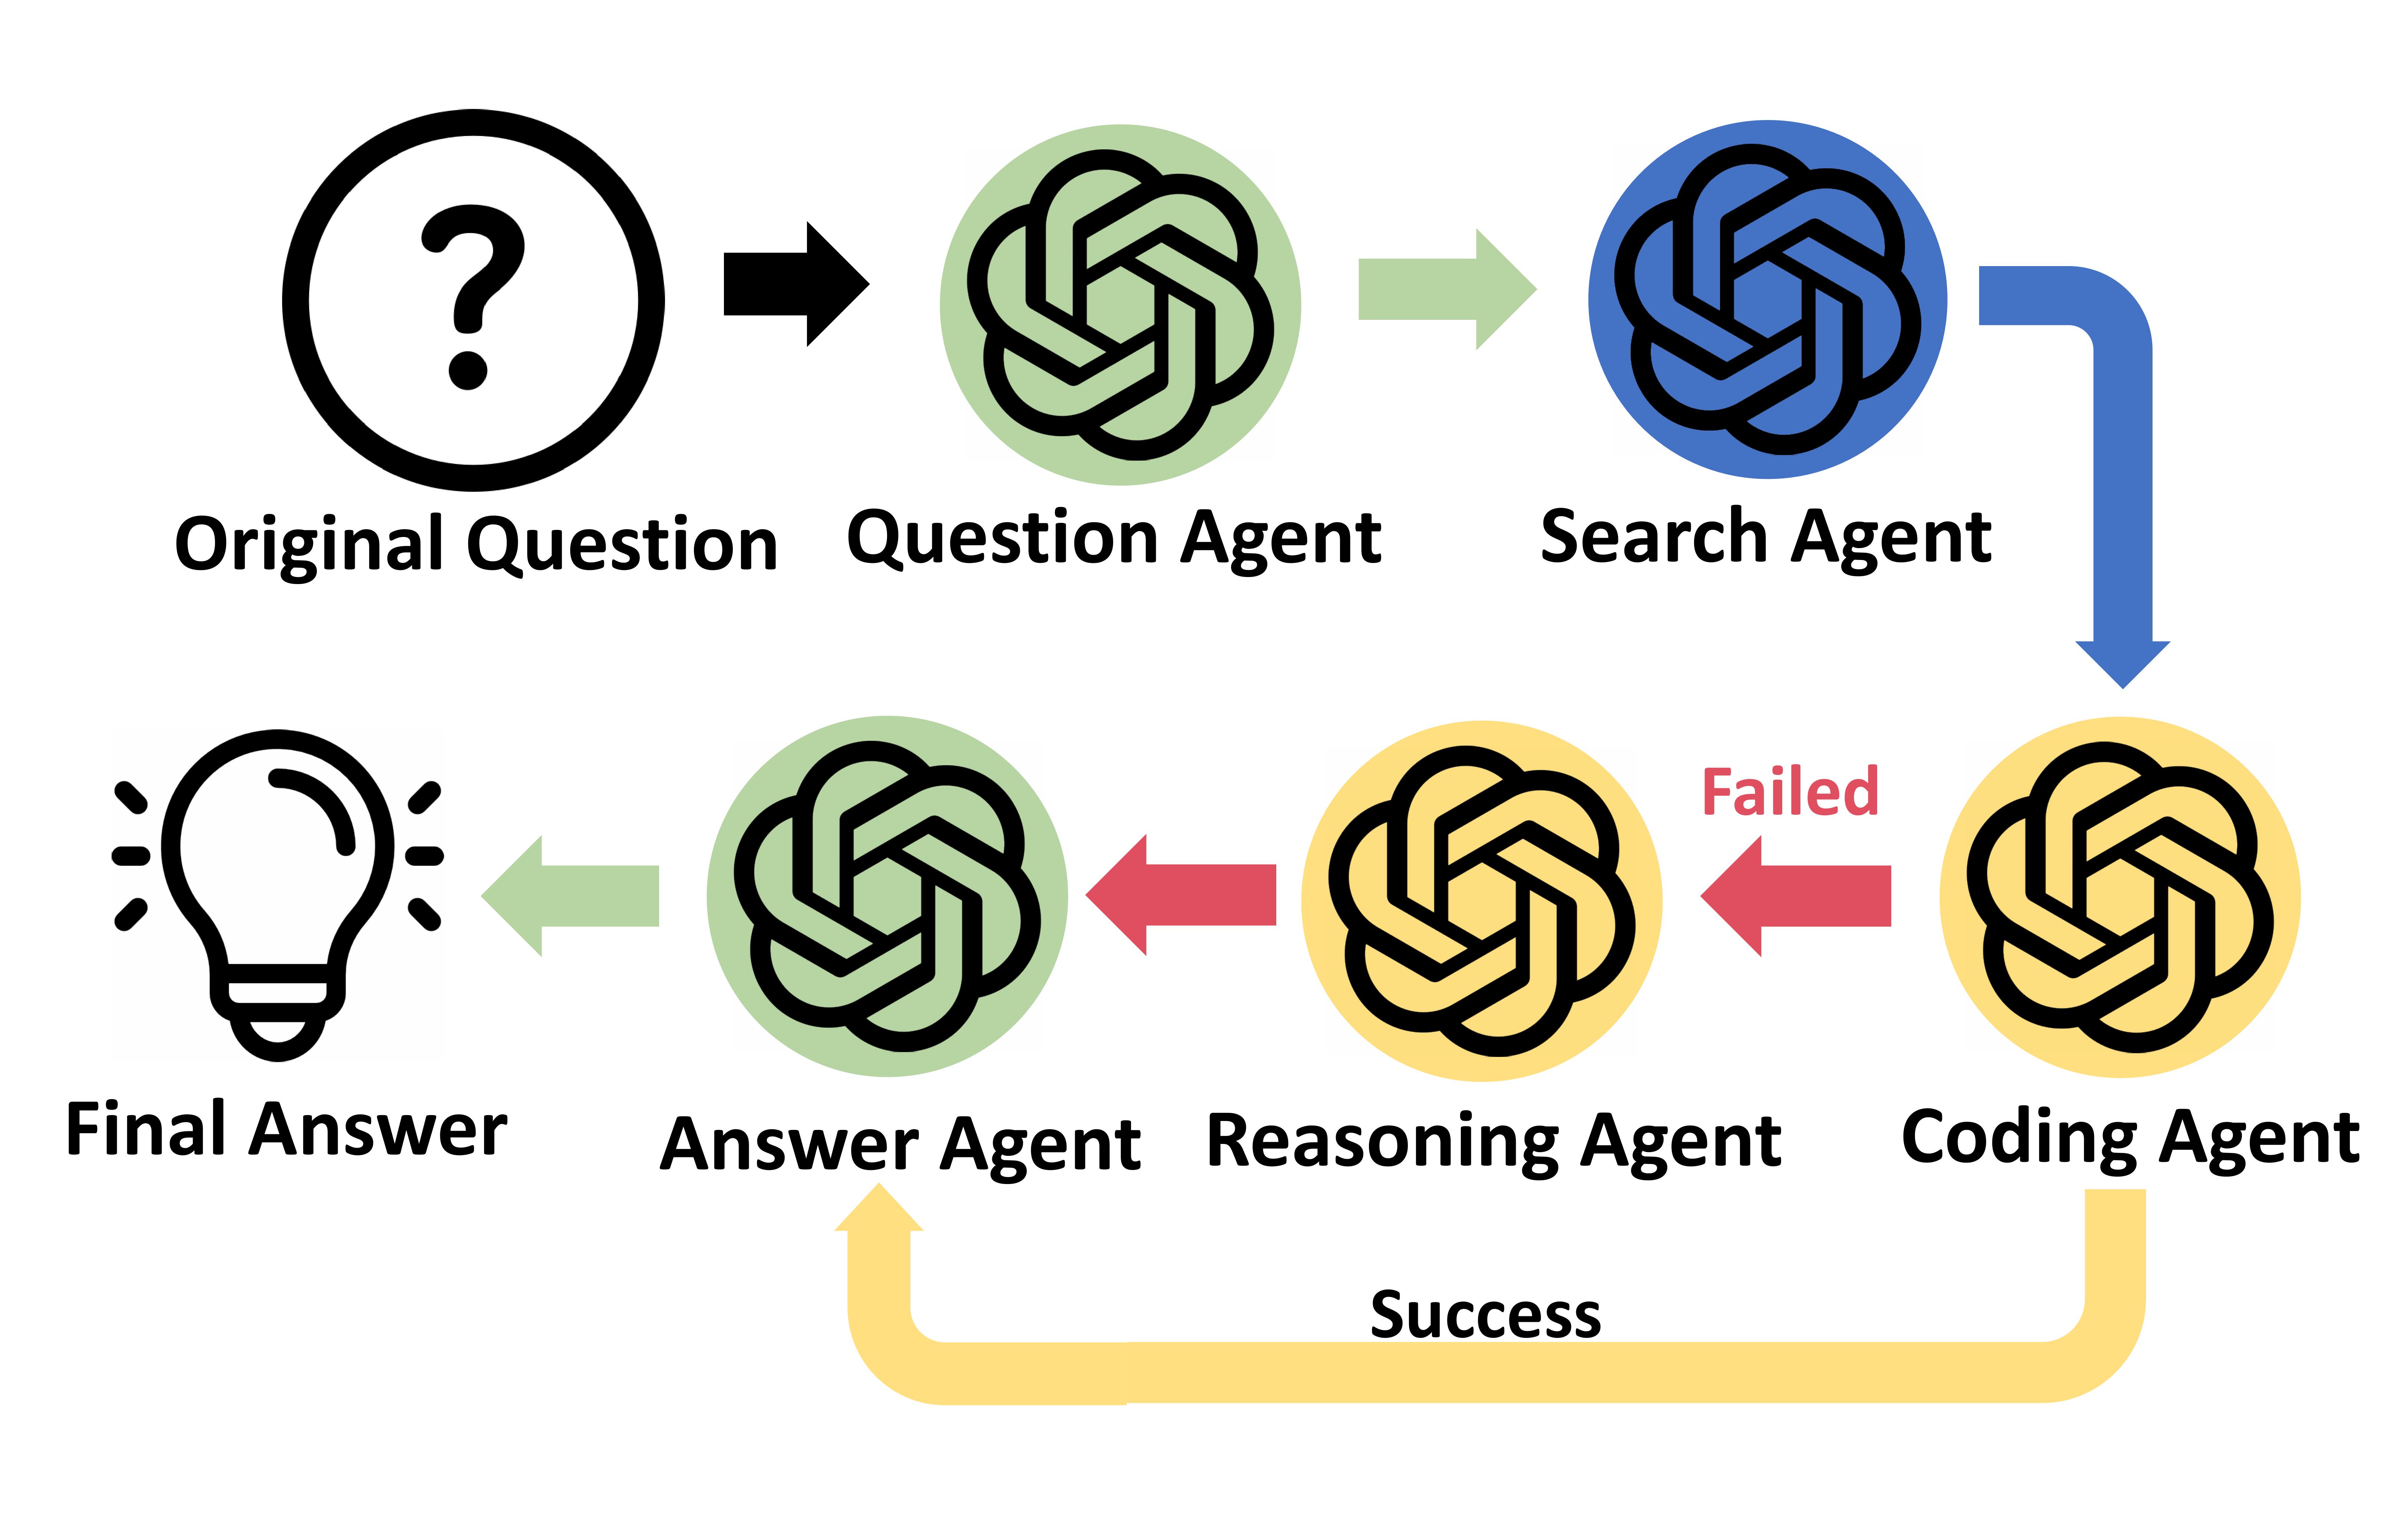 Original Question
Question Agent
Search Agent
Failed
Final Answer
Answer Agent
Reasoning Agent
Coding Agent
Success